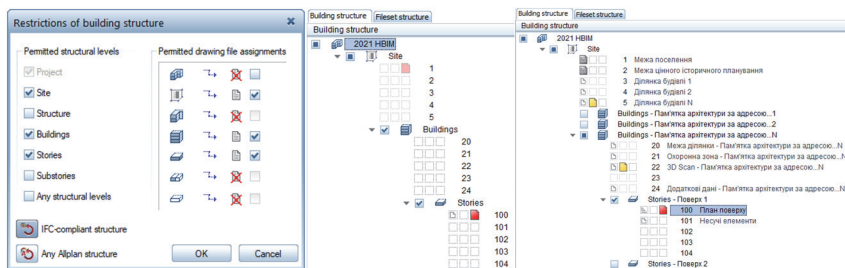 Restrictions of building structure
Permitted structural levels
Permitted drawing file assignments
Project
Site
Structure
Buildings
Stories
Substories
Any structural levels
IFC-compliant structure
Any Allplan structure
OK
Cancel
Building structure
Fileset structure
Building structure
2021 HBIM
Site
1
2
3
4
5
Buildings
20
21
22
23
24
Stories
100
101
102
103
104
Building structure
Fileset structure
Building structure
2021 HBIM
Site
1 Межа поселення
2 Межа цінного історичного планування
3 Ділянка будівлі 1
4 Ділянка будівлі 2
5 Ділянка будівлі N
Buildings - Пам'ятка архітектури за адресою...1
Buildings - Пам'ятка архітектури за адресою...2
Buildings - Пам'ятка архітектури за адресою...N
20 Межа ділянки - Пам'ятка архітектури за адресою...N
21 Охоронна зона - Пам'ятка архітектури за адресою...N
22 3D Scan - Пам'ятка архітектури за адресою...N
23
24 Додаткові дані - Пам'ятка архітектури за адресою...N
Stories - Поверх 1
100 План поверху
101 Несучі елементи
102
103
104
Stories - Поверх 2